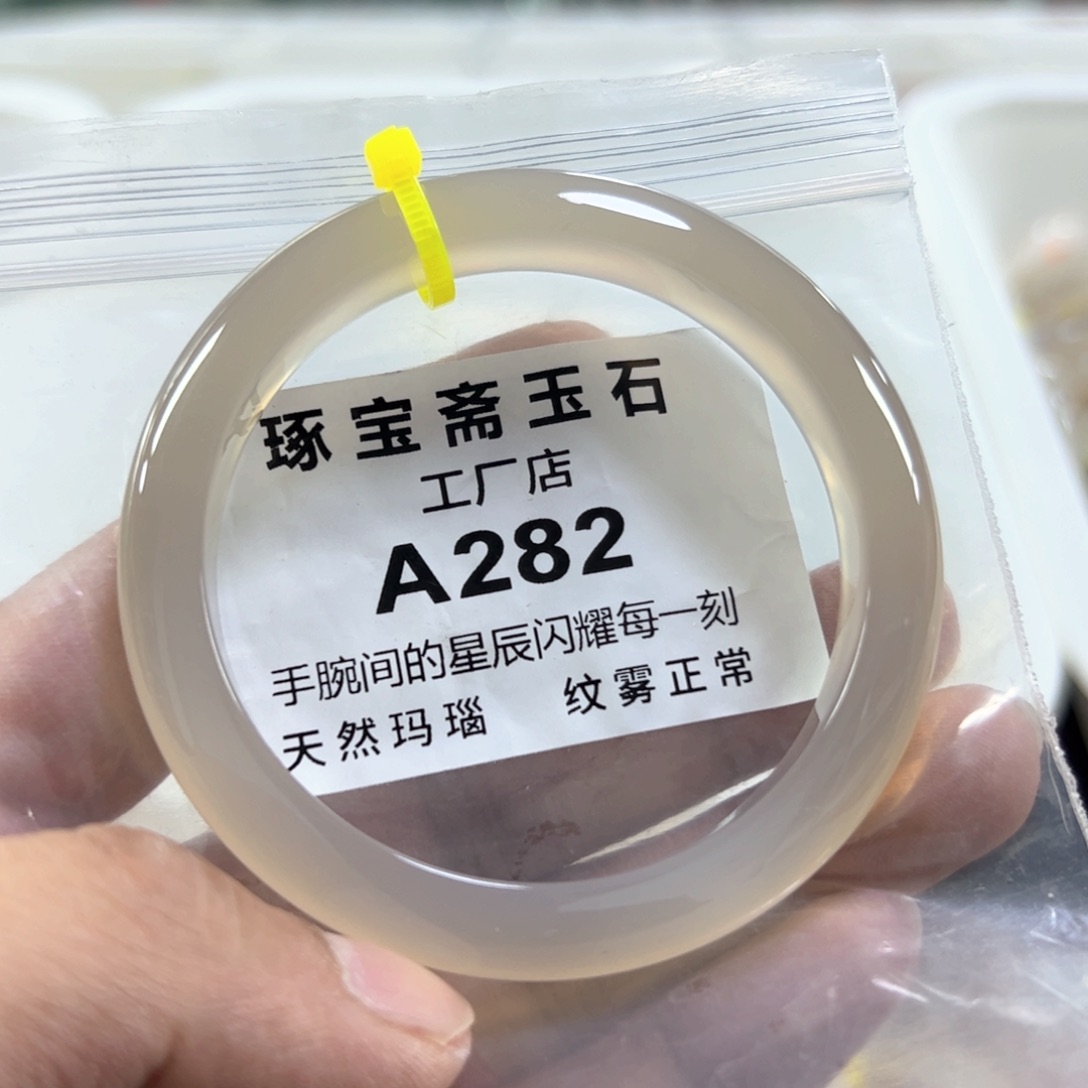 琢宝斋玉石
工厂店
A282
手腕间的星辰闪耀每一刻
天然玛瑙 纹雾正常